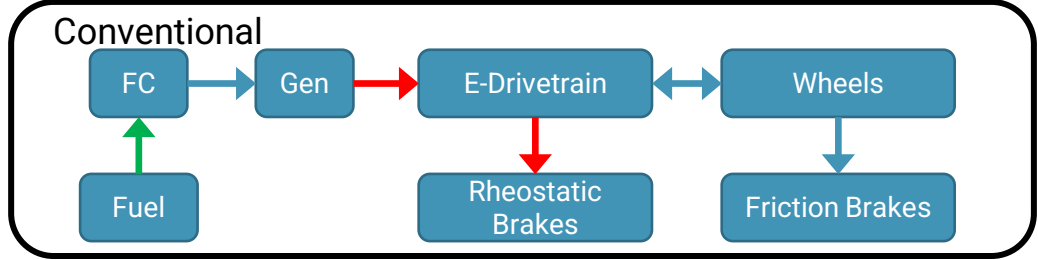 Conventional
FC
Gen
E-Drivetrain
Wheels
Fuel
Rheostatic
Brakes
Friction Brakes